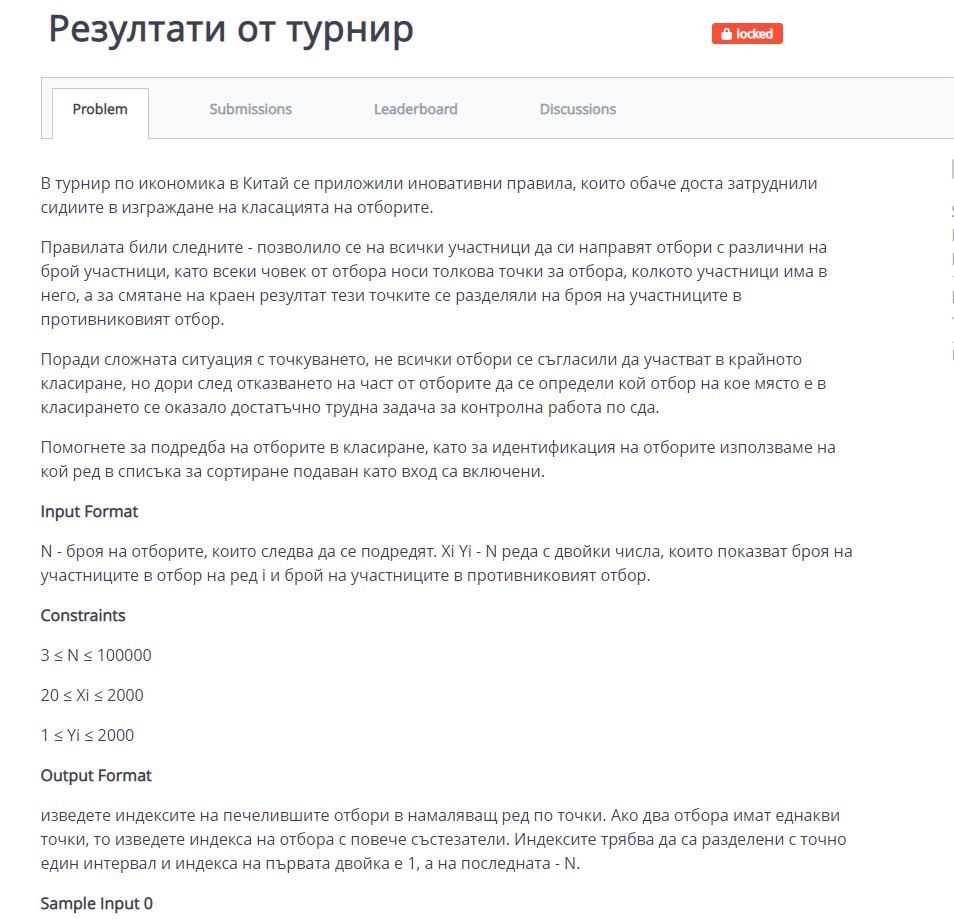 Резултати от турнир
locked
Problem
Submissions
Leaderboard
Discussions
В турнир по икономика в Китай се приложили иновативни правила, които обаче доста затруднили
сидиите в изграждане на класацията на отборите.
Правилата били следните - позволило се на всички участници да си направят отбори с различни на
брой участници, като всеки човек от отбора носи толкова точки за отбора, колкото участници има в
него, а за смятане на краен резултат тези точките се разделяли на броя на участниците в
противниковият отбор.
Поради сложната ситуация с точкуването, не всички отбори се съгласили да участват в крайното
класиране, но дори след отказването на част от отборите да се определи кой отбор на кое място е в
класирането се оказало достатъчно трудна задача за контролна работа по сда.
Помогнете за подредба на отборите в класиране, като за идентификация на отборите използваме на
кой ред в списъка за сортиране подаван като вход са включени.
Input Format
N - броя на отборите, които следва да се подредят. Xi Yi - N реда с двойки числа, които показват броя на
участниците в отбор на ред i и брой на участниците в противниковият отбор.
Constraints
3 ≤ N ≤ 100000
20 ≤ Xi ≤ 2000
1 ≤ Yi ≤ 2000
Output Format
изведете индексите на печелившите отбори в намаляващ ред по точки. Ако два отбора имат еднакви
точки, то изведете индекса на отбора с повече състезатели. Индексите трябва да са разделени с точно
един интервал и индекса на първата двойка е 1, а на последната - N.
Sample Input 0